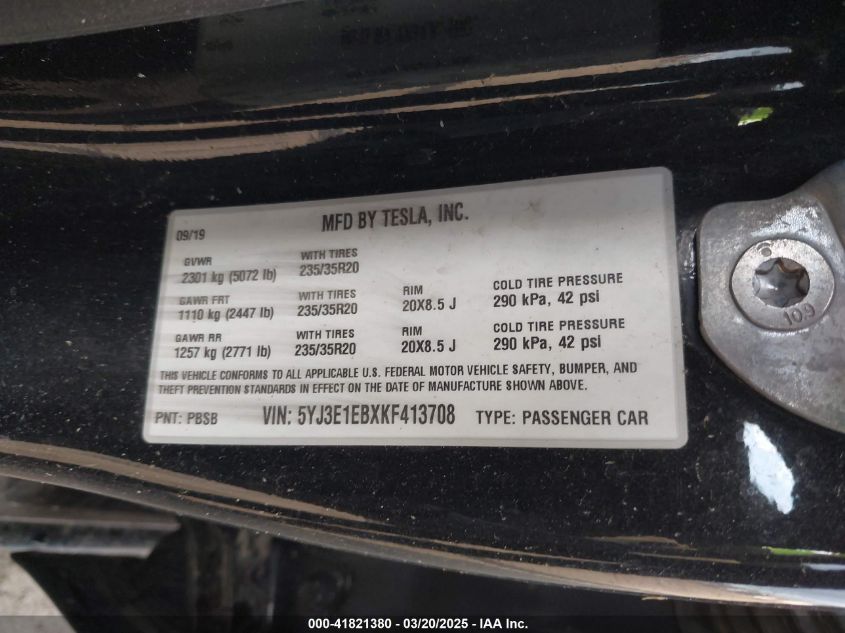 MFD BY TESLA, INC.
09/19
GVWR WITH TIRES
2301 kg (5072 lb) 235/35R20
GAWR FRT WITH TIRES RIM COLD TIRE PRESSURE
1110 kg (2447 lb) 235/35R20 20X8.5 J 290 kPa, 42 psi
GAWR RR WITH TIRES RIM COLD TIRE PRESSURE
1257 kg (2771 lb) 235/35R20 20X8.5 J 290 kPa, 42 psi
THIS VEHICLE CONFORMS TO ALL APPLICABLE U.S. FEDERAL MOTOR VEHICLE SAFETY, BUMPER, AND
THEFT PREVENTION STANDARDS IN EFFECT ON THE DATE OF MANUFACTURE SHOWN ABOVE.
PNT: PBSB VIN: 5YJ3E1EBXKF413708 TYPE: PASSENGER CAR
10.9
000-41821380 — 03/20/2025 — IAA Inc.